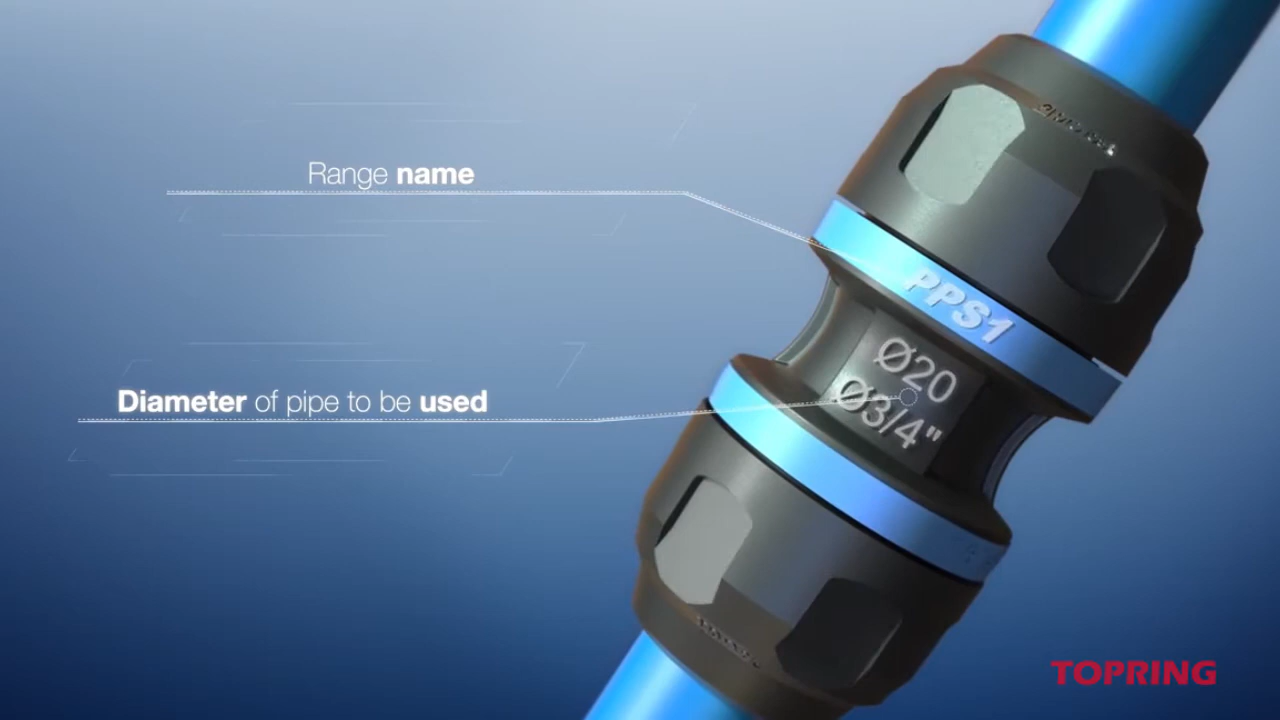 Range name
PPS1
Ø20
Ø3/4"
Diameter of pipe to be used
TOPRING